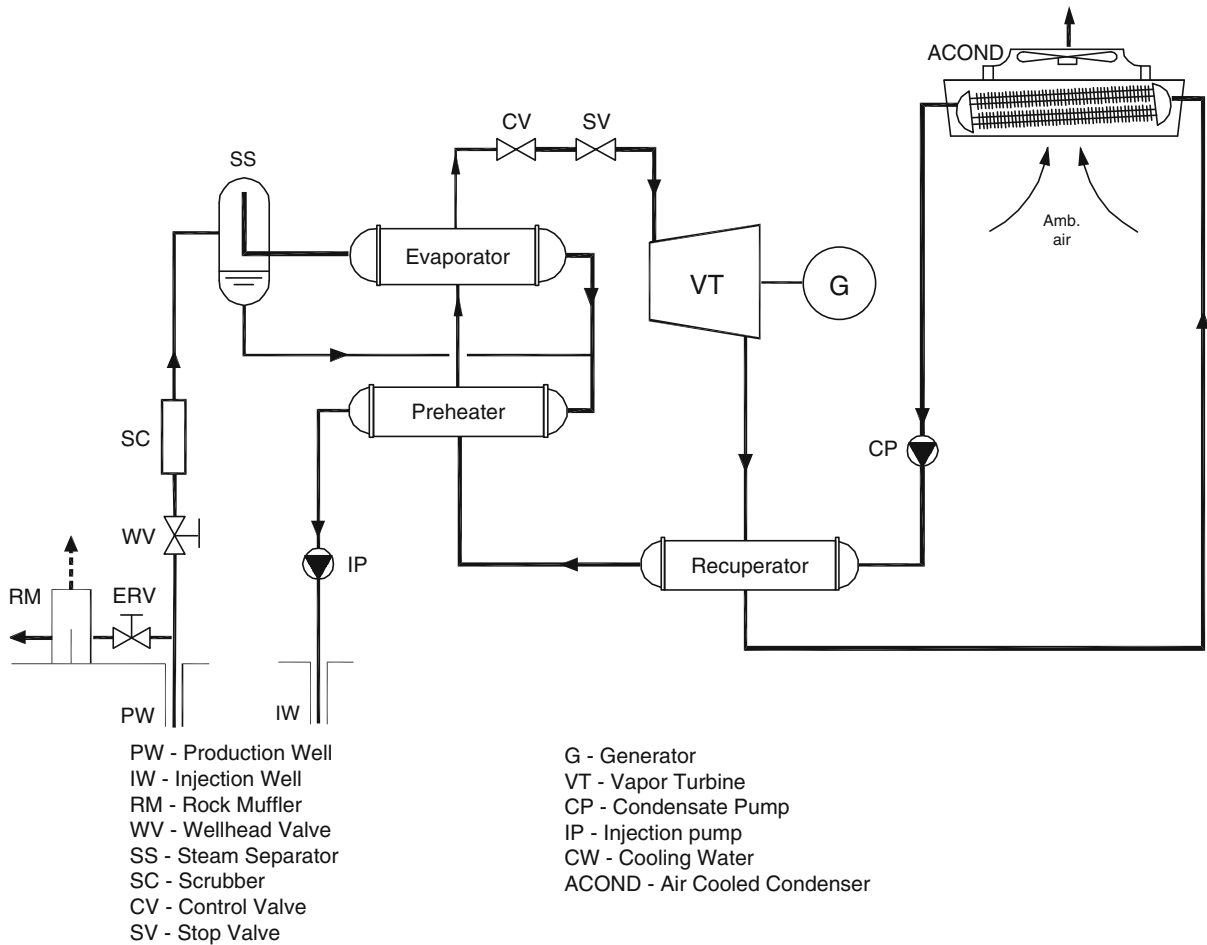 ACOND
CV
SV
SS
Amb.
air
Evaporator
VT
G
Preheater
SC
CP
WV
IP
Recuperator
RM
ERV
PW
IW
PW - Production Well
IW - Injection Well
RM - Rock Muffler
WV - Wellhead Valve
SS - Steam Separator
SC - Scrubber
CV - Control Valve
SV - Stop Valve
G - Generator
VT - Vapor Turbine
CP - Condensate Pump
IP - Injection pump
CW - Cooling Water
ACOND - Air Cooled Condenser